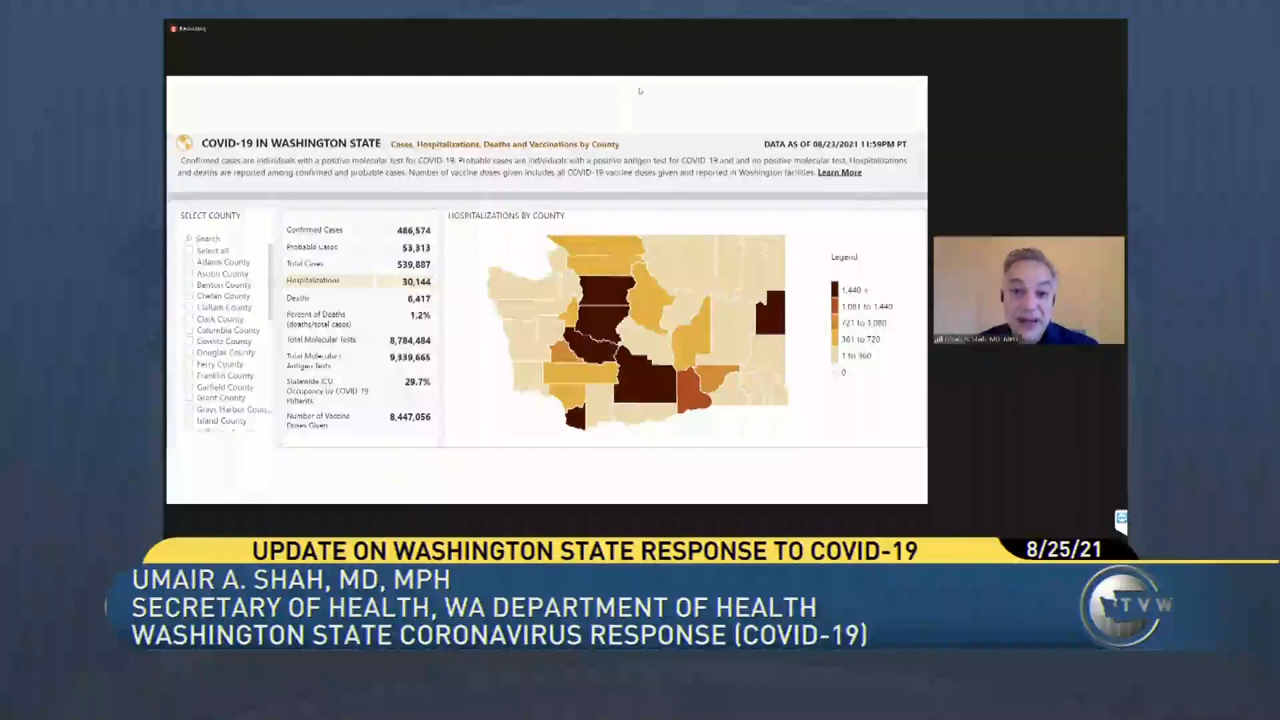 Recording
COVID-19 IN WASHINGTON STATE Cases, Hospitalizations, Deaths and Vaccinations by County DATA AS OF 08/23/2021 11:59PM PT
Confirmed cases are individuals with a positive molecular test for COVID-19. Probable cases are individuals with a positive antigen test for COVID-19 and and no positive molecular test. Hospitalizations
and deaths are reported among confirmed and probable cases. Number of vaccine doses given includes all COVID-19 vaccine doses given and reported in Washington facilities. Learn More
SELECT COUNTY
Search
Select all
Adams County
Asotin County
Benton County
Chelan County
Clallam County
Clark County
Columbia County
Cowlitz County
Douglas County
Ferry County
Franklin County
Garfield County
Grant County
Grays Harbor Coun...
Island County
Confirmed Cases 486,574
Probable Cases 53,313
Total Cases 539,887
Hospitalizations 30,144
Deaths 6,417
Percent of Deaths 1.2%
(deaths/total cases)
Total Molecular Tests 8,784,484
Total Molecular + 9,339,665
Antigen Tests
Statewide ICU 29.7%
Occupancy by COVID-19
Patients
Number of Vaccine 8,447,056
Doses Given
HOSPITALIZATIONS BY COUNTY
Legend
1,440 +
1,081 to 1,440
721 to 1,080
361 to 720
1 to 360
0
Umair A. Shah, MD, MPH
UPDATE ON WASHINGTON STATE RESPONSE TO COVID-19 8/25/21
UMAIR A. SHAH, MD, MPH
SECRETARY OF HEALTH, WA DEPARTMENT OF HEALTH
WASHINGTON STATE CORONAVIRUS RESPONSE (COVID-19)
TVW